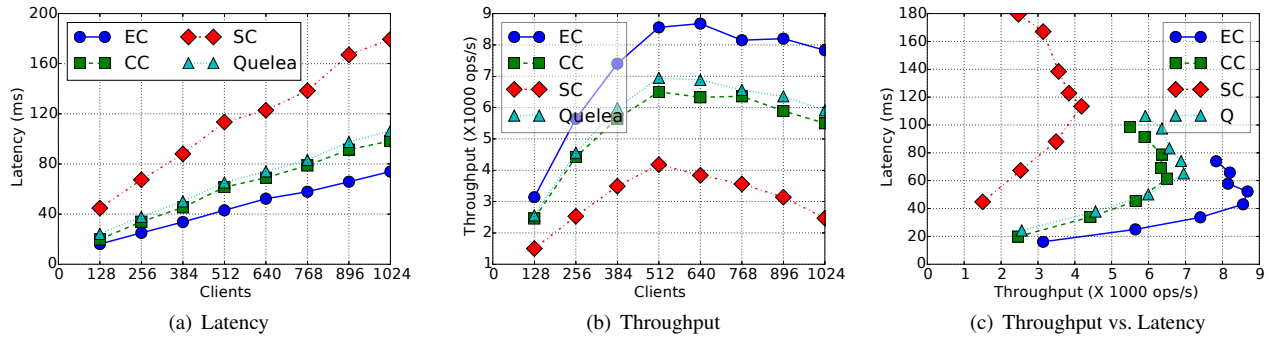 200
160
120
80
40
0
Latency (ms)
EC
CC
SC
Quelea
0 128 256 384 512 640 768 896 1024
Clients
(a) Latency
9
8
7
6
5
4
3
2
1
Throughput (X1000 ops/s)
EC
CC
SC
Quelea
0 128 256 384 512 640 768 896 1024
Clients
(b) Throughput
180
160
140
120
100
80
60
40
20
0
Latency (ms)
EC
CC
SC
Q
0 1 2 3 4 5 6 7 8 9
Throughput (X 1000 ops/s)
(c) Throughput vs. Latency